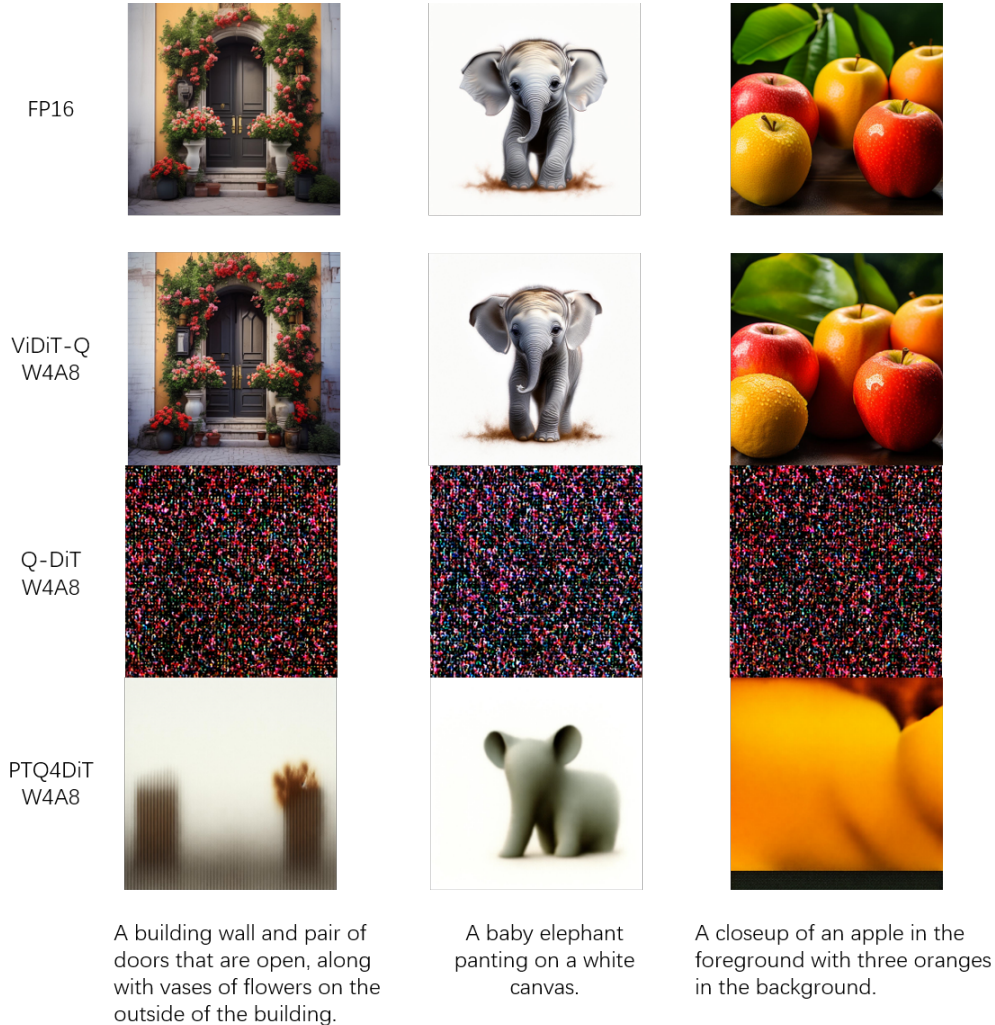 FP16
ViDiT-Q
W4A8
Q-DiT
W4A8
PTQ4DiT
W4A8
A building wall and pair of
doors that are open, along
with vases of flowers on the
outside of the building.
A baby elephant
panting on a white
canvas.
A closeup of an apple in the
foreground with three oranges
in the background.